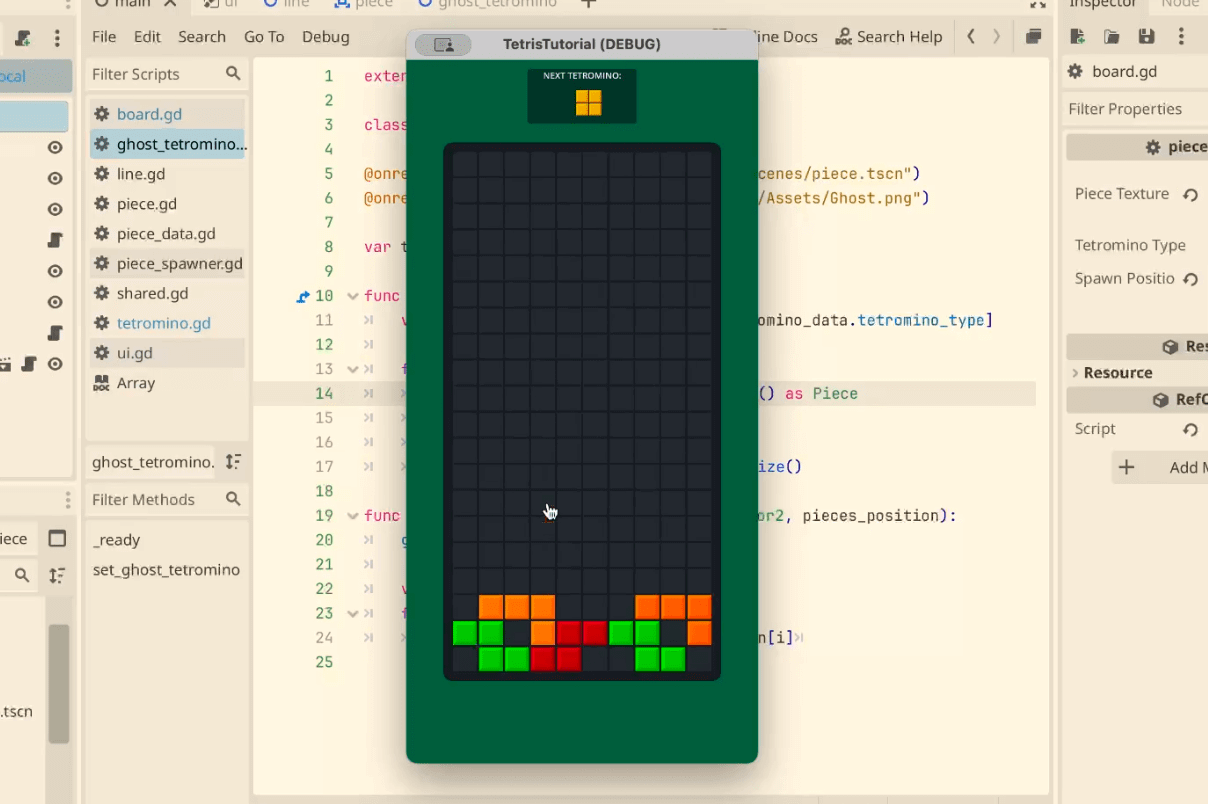 main
ui
line
piece
ghost_tetromino
Inspector
Node
File Edit Search Go To Debug
ine Docs
Search Help
TetrisTutorial (DEBUG)
NEXT TETROMINO:
ocal
Filter Scripts
board.gd
ghost_tetromino...
line.gd
piece.gd
piece_data.gd
piece_spawner.gd
shared.gd
tetromino.gd
ui.gd
Array
ghost_tetromino.
Filter Methods
_ready
set_ghost_tetromino
iece
.tscn
1 exter
2
3 class
4
5 @onre cenes/piece.tscn")
6 @onre /Assets/Ghost.png")
7
8 var t
9
10 func
11 v omino_data.tetromino_type]
12
13 f
14 () as Piece
15
16
17 ize()
18
19 func or2, pieces_position):
20 g
21
22 v
23 f
24 n[i]
25
board.gd
Filter Properties
piece
Piece Texture
Tetromino Type
Spawn Positio
Res
Resource
RefC
Script
Add M